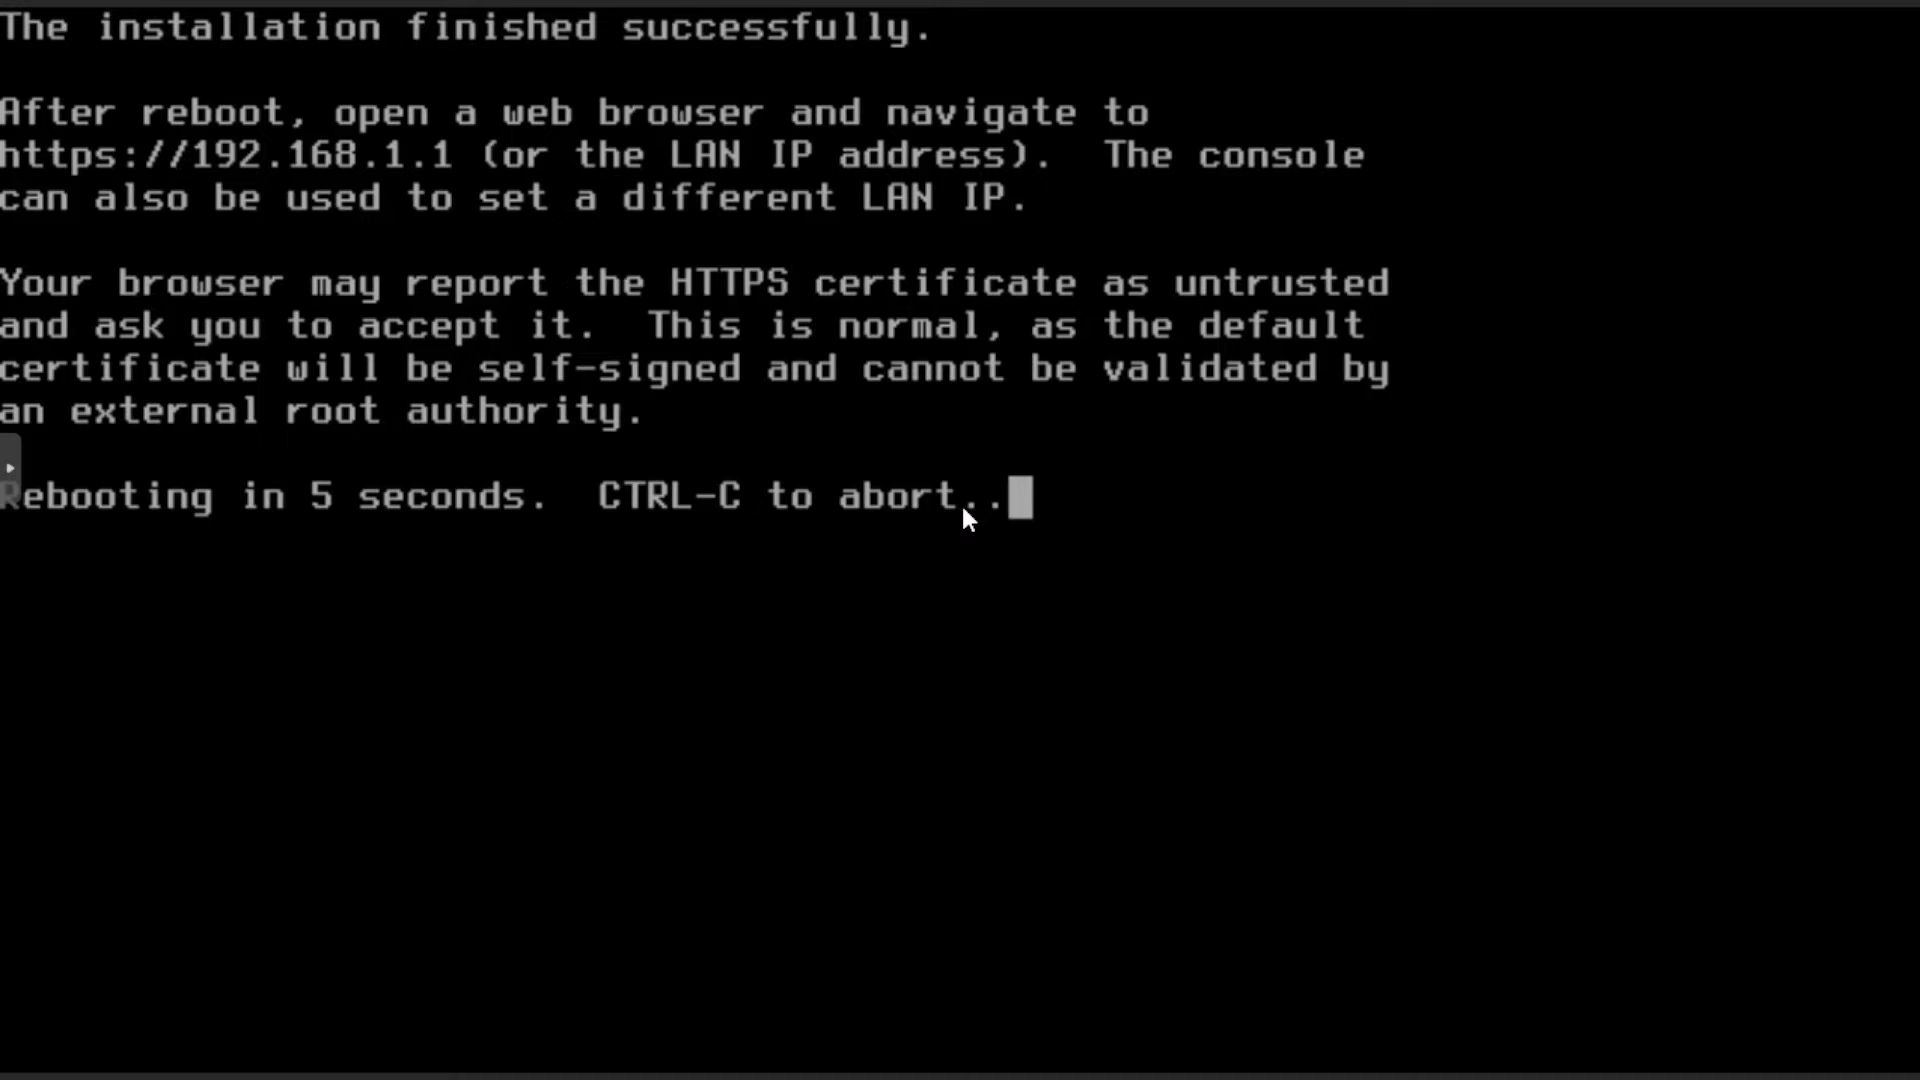 The installation finished successfully.
After reboot, open a web browser and navigate to
https://192.168.1.1 (or the LAN IP address).  The console
can also be used to set a different LAN IP.
Your browser may report the HTTPS certificate as untrusted
and ask you to accept it.  This is normal, as the default
certificate will be self-signed and cannot be validated by
an external root authority.
Rebooting in 5 seconds.  CTRL-C to abort..